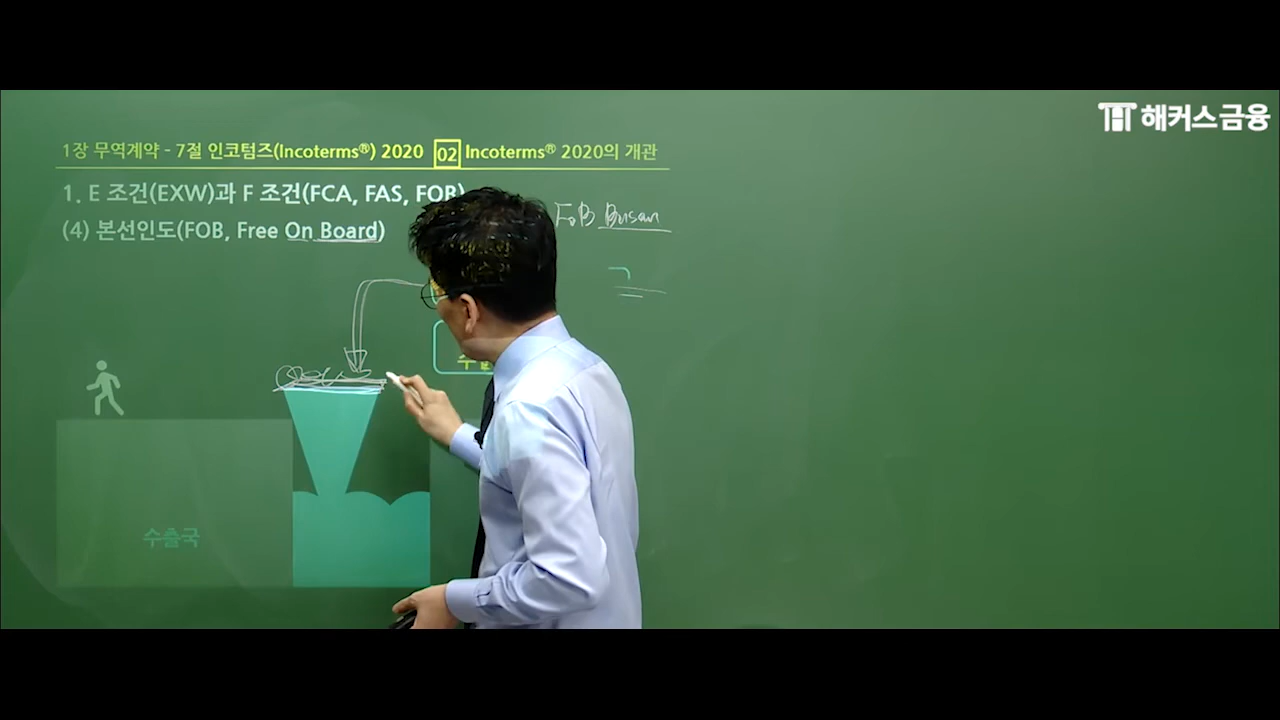 해커스금융
1장 무역계약 - 7절 인코텀즈(Incoterms®) 2020 02 Incoterms® 2020의 개관
1. E 조건(EXW)과 F 조건(FCA, FAS, FOB)
(4) 본선인도(FOB, Free On Board)
FoB Busan
수출국